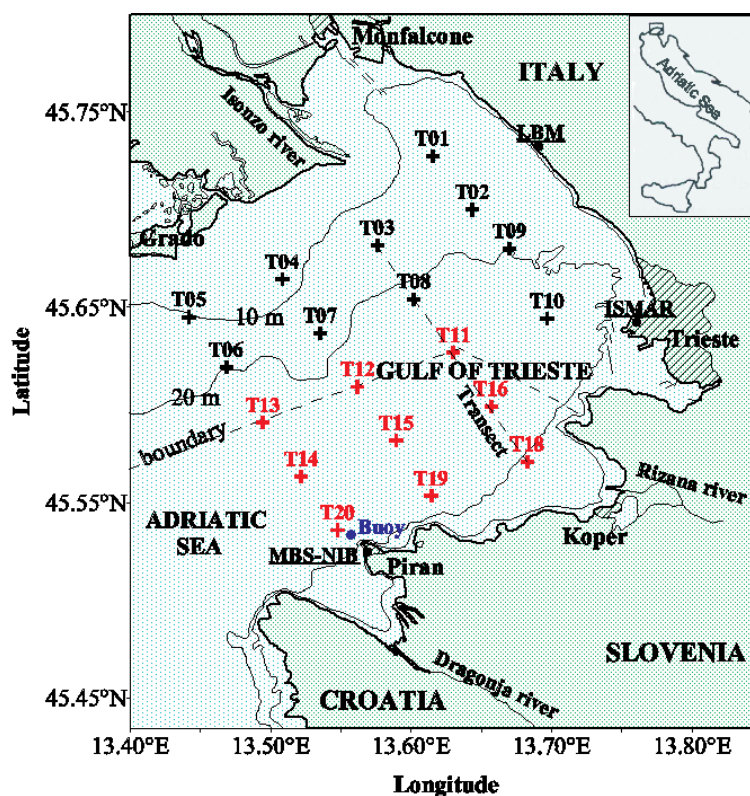 Monfalcone
ITALY
Adriatic Sea
45.75°N
Isonzo river
T01
LBM
T02
T03
T09
Grado
T04
T08
T05
10 m
T07
T10
ISMAR
45.65°N
Trieste
T06
T11
T12
GULF OF TRIESTE
20 m
T13
T16
Transect
boundary
T15
T18
T14
T19
Rizana river
45.55°N
T20
Buoy
ADRIATIC
SEA
Koper
MBS-NIB
Piran
SLOVENIA
Dragonja river
45.45°N
CROATIA
Latitude
13.40°E
13.50°E
13.60°E
13.70°E
13.80°E
Longitude